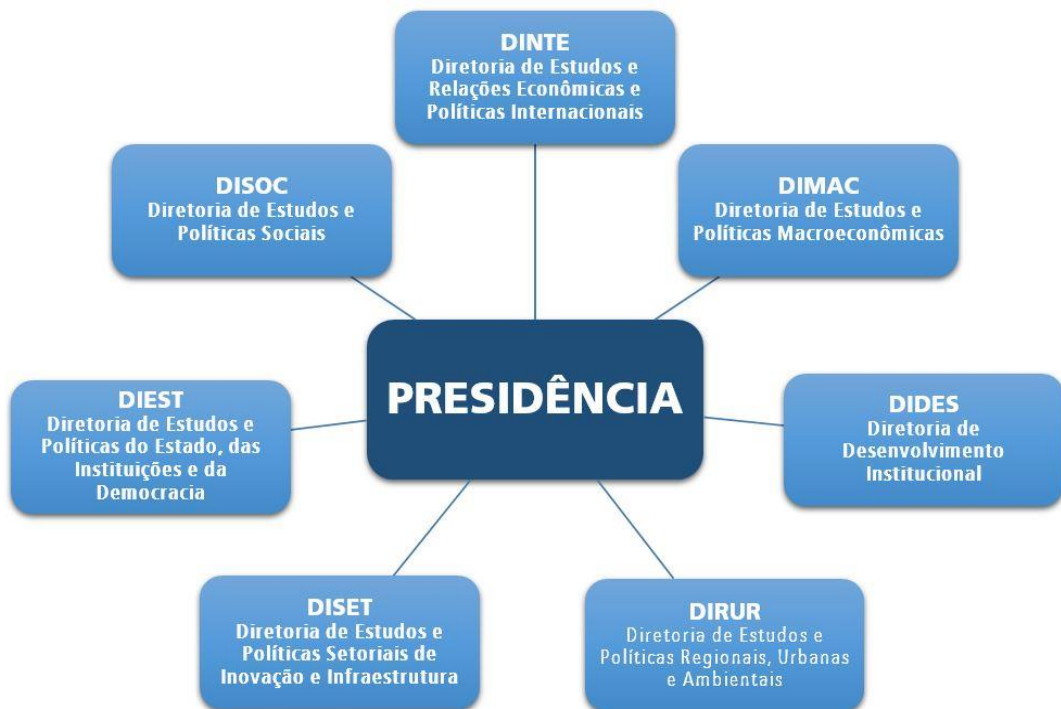 DINTE
Diretoria de Estudos e
Relações Econômicas e
Políticas Internacionais
DISOC
Diretoria de Estudos e
Políticas Sociais
DIMAC
Diretoria de Estudos e
Políticas Macroeconômicas
PRESIDÊNCIA
DIEST
Diretoria de Estudos e
Políticas do Estado, das
Instituições e da
Democracia
DIDES
Diretoria de
Desenvolvimento
Institucional
DISET
Diretoria de Estudos e
Políticas Setoriais de
Inovação e Infraestrutura
DIRUR
Diretoria de Estudos e
Políticas Regionais, Urbanas
e Ambientais